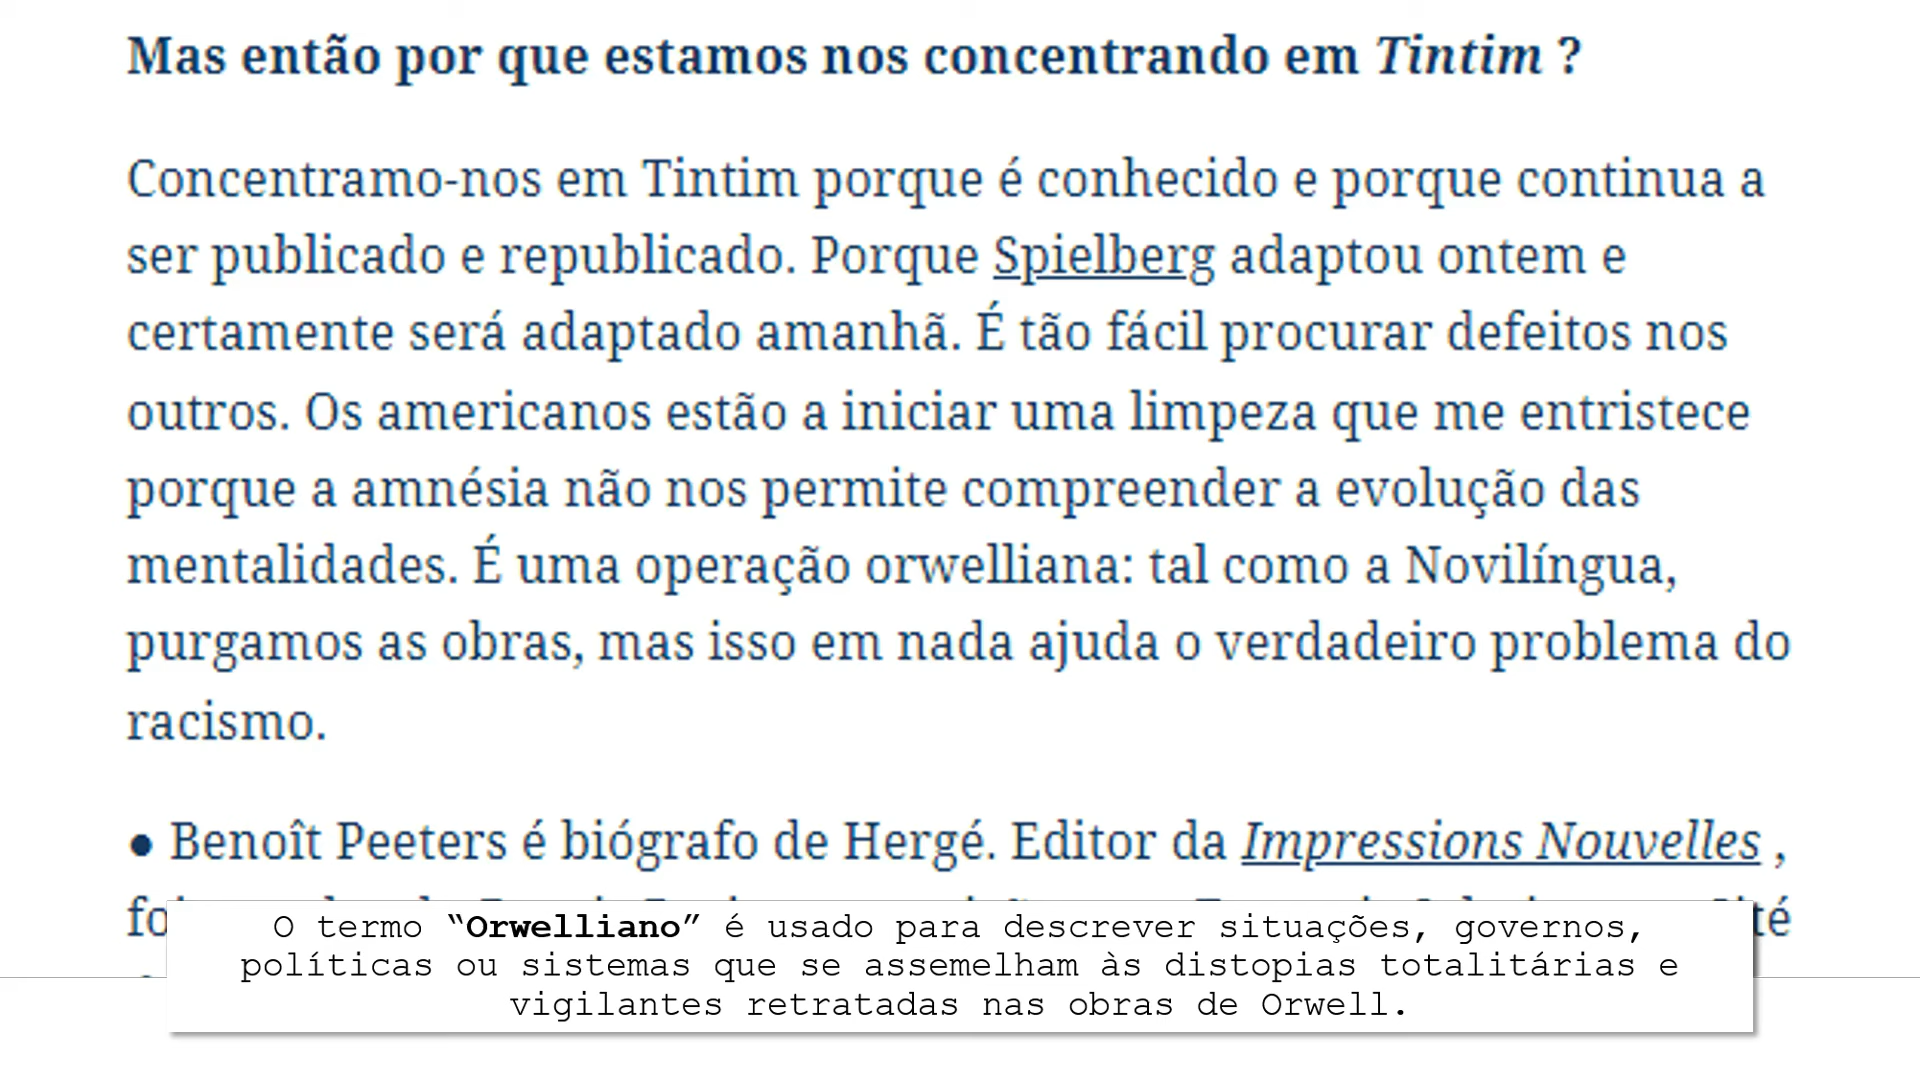 Mas então por que estamos nos concentrando em Tintim ?
Concentramo-nos em Tintim porque é conhecido e porque continua a
ser publicado e republicado. Porque Spielberg adaptou ontem e
certamente será adaptado amanhã. É tão fácil procurar defeitos nos
outros. Os americanos estão a iniciar uma limpeza que me entristece
porque a amnésia não nos permite compreender a evolução das
mentalidades. É uma operação orwelliana: tal como a Novilíngua,
purgamos as obras, mas isso em nada ajuda o verdadeiro problema do
racismo.
● Benoît Peeters é biógrafo de Hergé. Editor da Impressions Nouvelles ,
O termo “Orwelliano” é usado para descrever situações, governos,
políticas ou sistemas que se assemelham às distopias totalitárias e
vigilantes retratadas nas obras de Orwell.